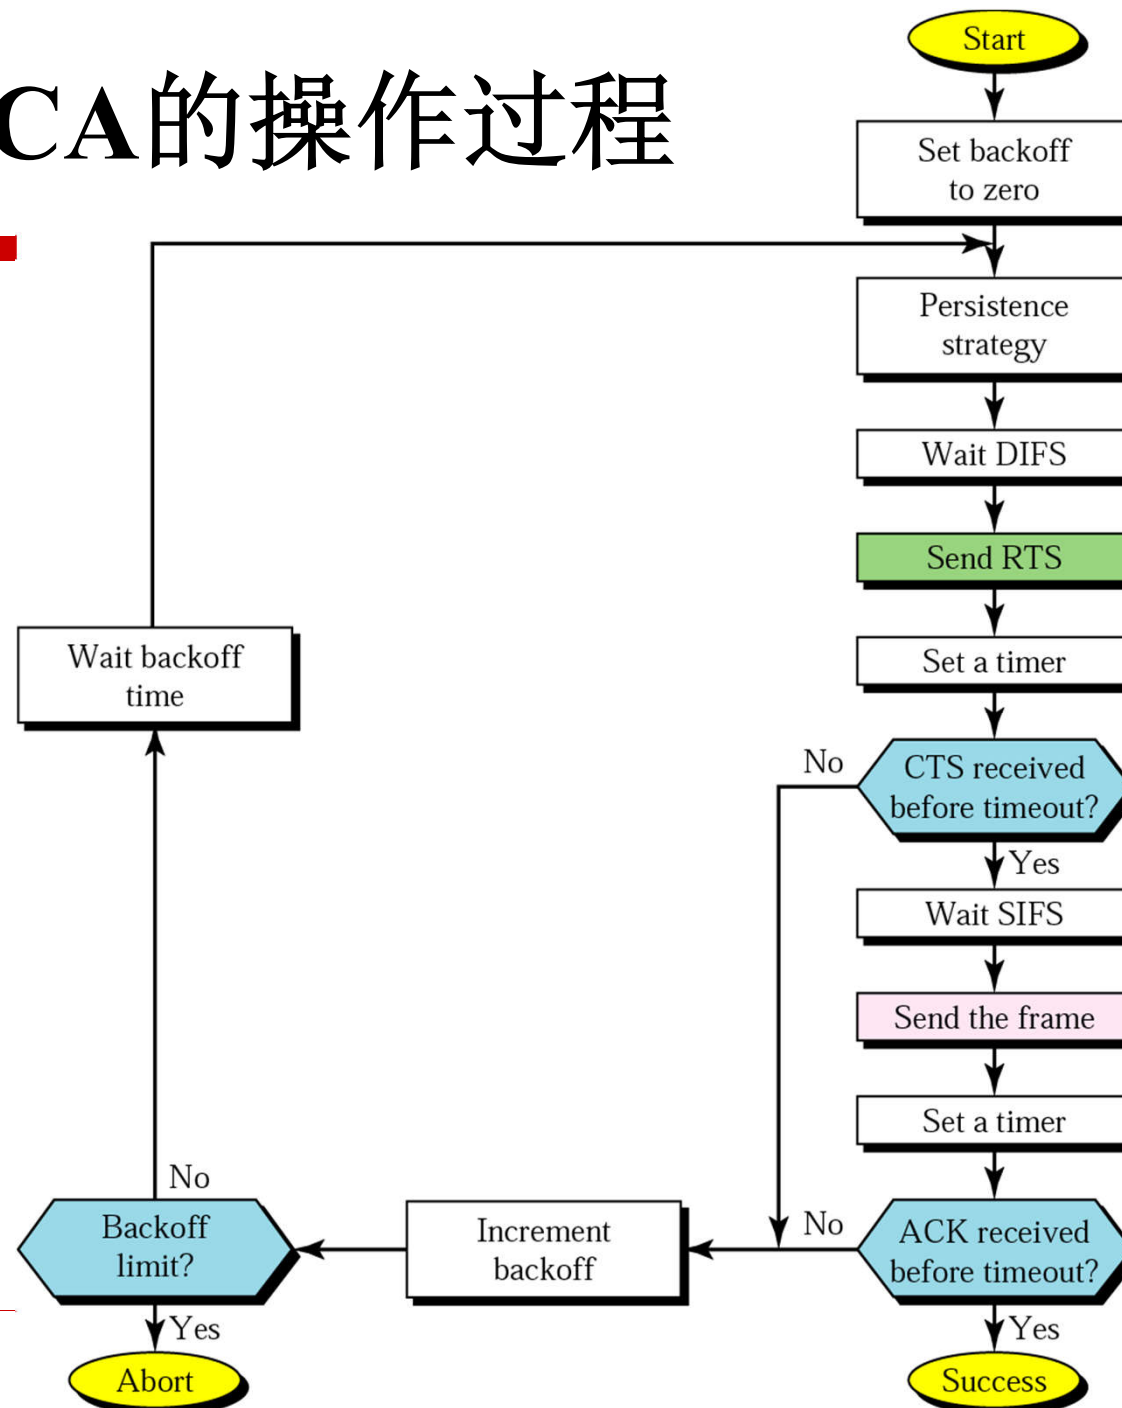 CA的操作过程
Start
Set backoff
to zero
Persistence
strategy
Wait DIFS
Send RTS
Set a timer
CTS received
before timeout?
No
Yes
Wait SIFS
Send the frame
Set a timer
ACK received
before timeout?
No
Yes
Success
Increment
backoff
Backoff
limit?
No
Yes
Abort
Wait backoff
time